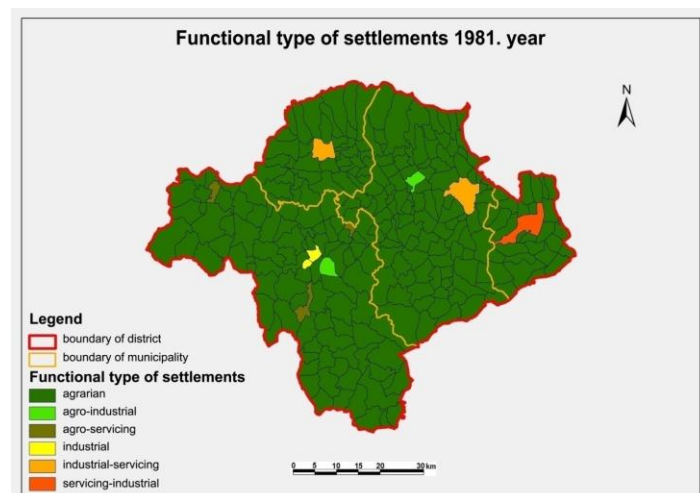 Functional type of settlements 1981. year
N
Legend
boundary of district
boundary of municipality
Functional type of settlements
agrarian
agro-industrial
agro-servicing
industrial
industrial-servicing
servicing-industrial
0 5 10 15 20 30 km